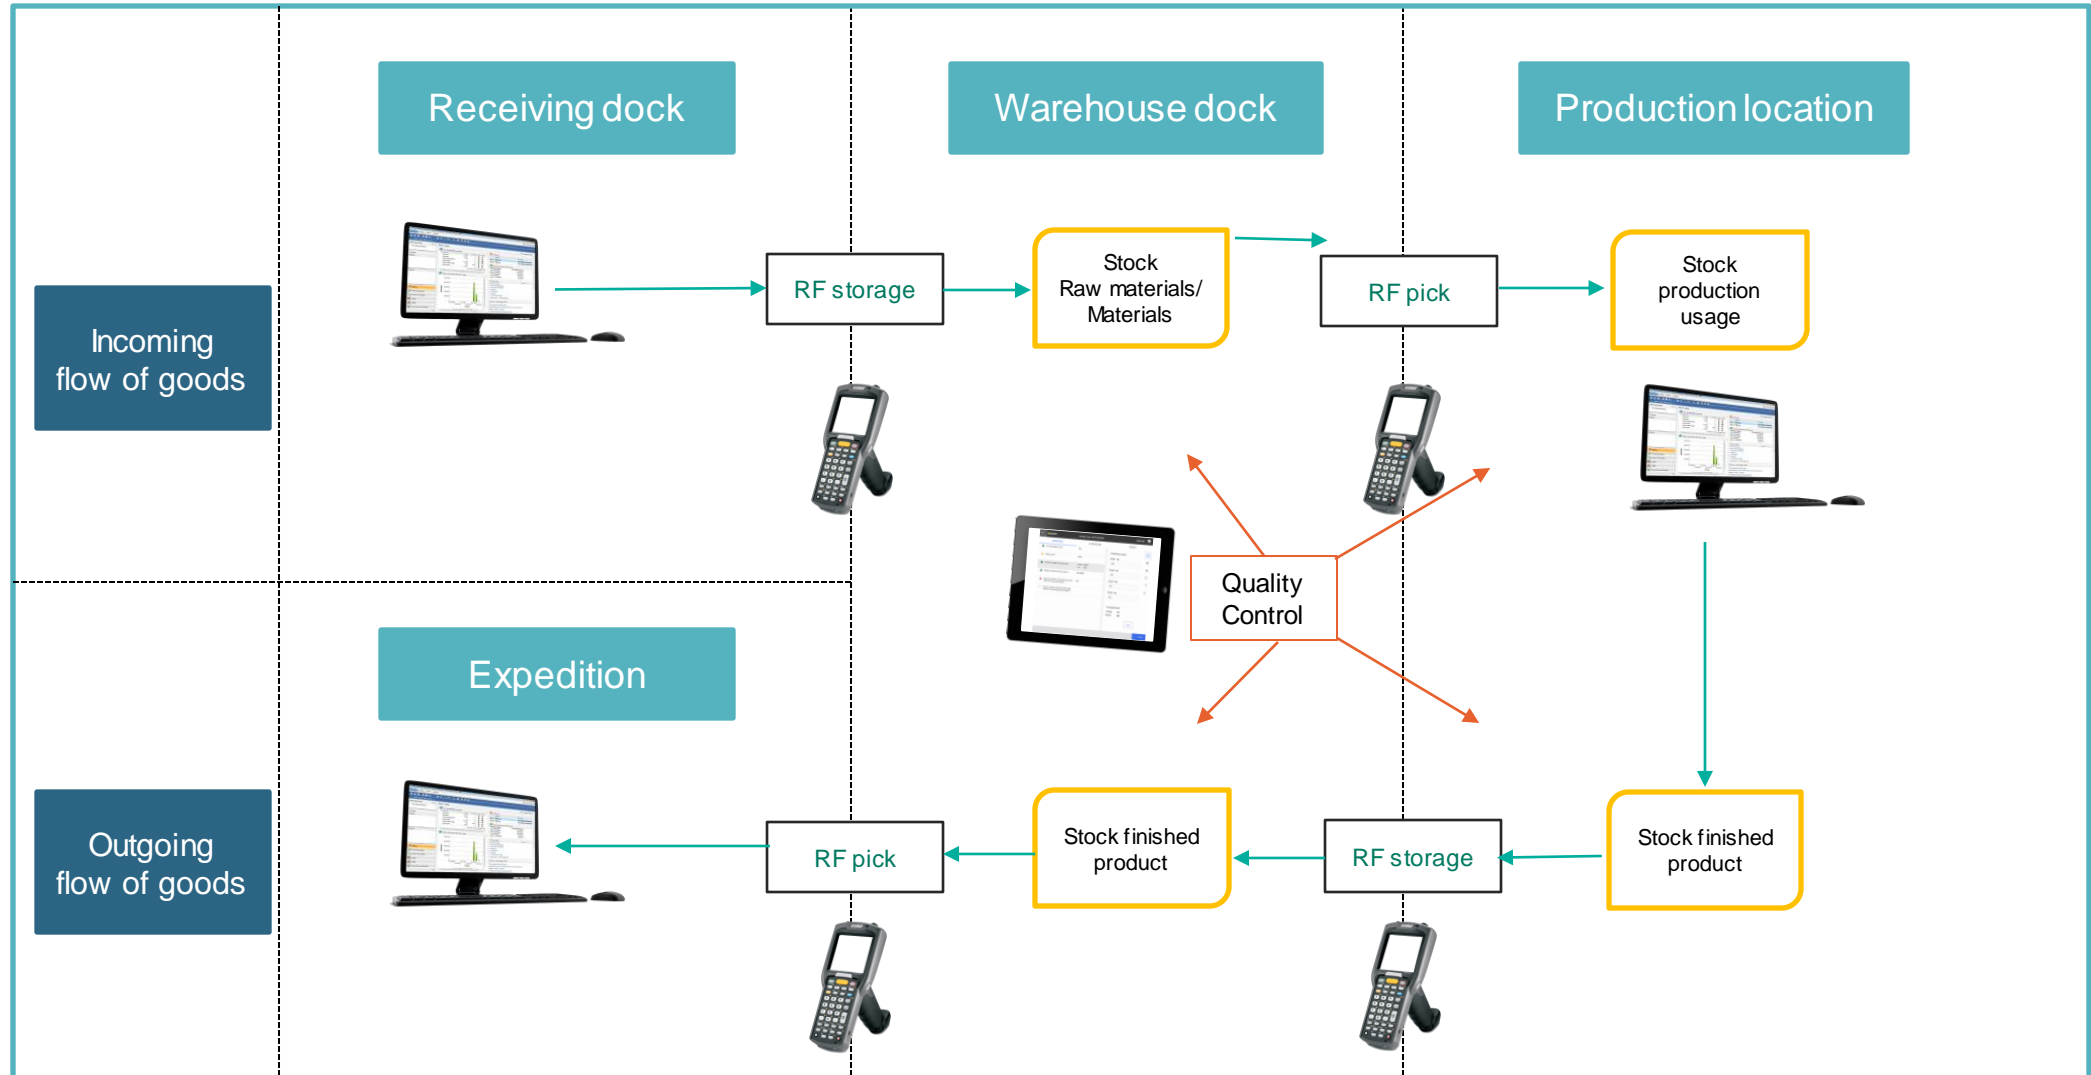 Receiving dock
Warehouse dock
Production location
Incoming
flow of goods
RF storage
Stock
Raw materials/
Materials
RF pick
Stock
production
usage
Quality
Control
Expedition
Outgoing
flow of goods
RF pick
Stock finished
product
RF storage
Stock finished
product